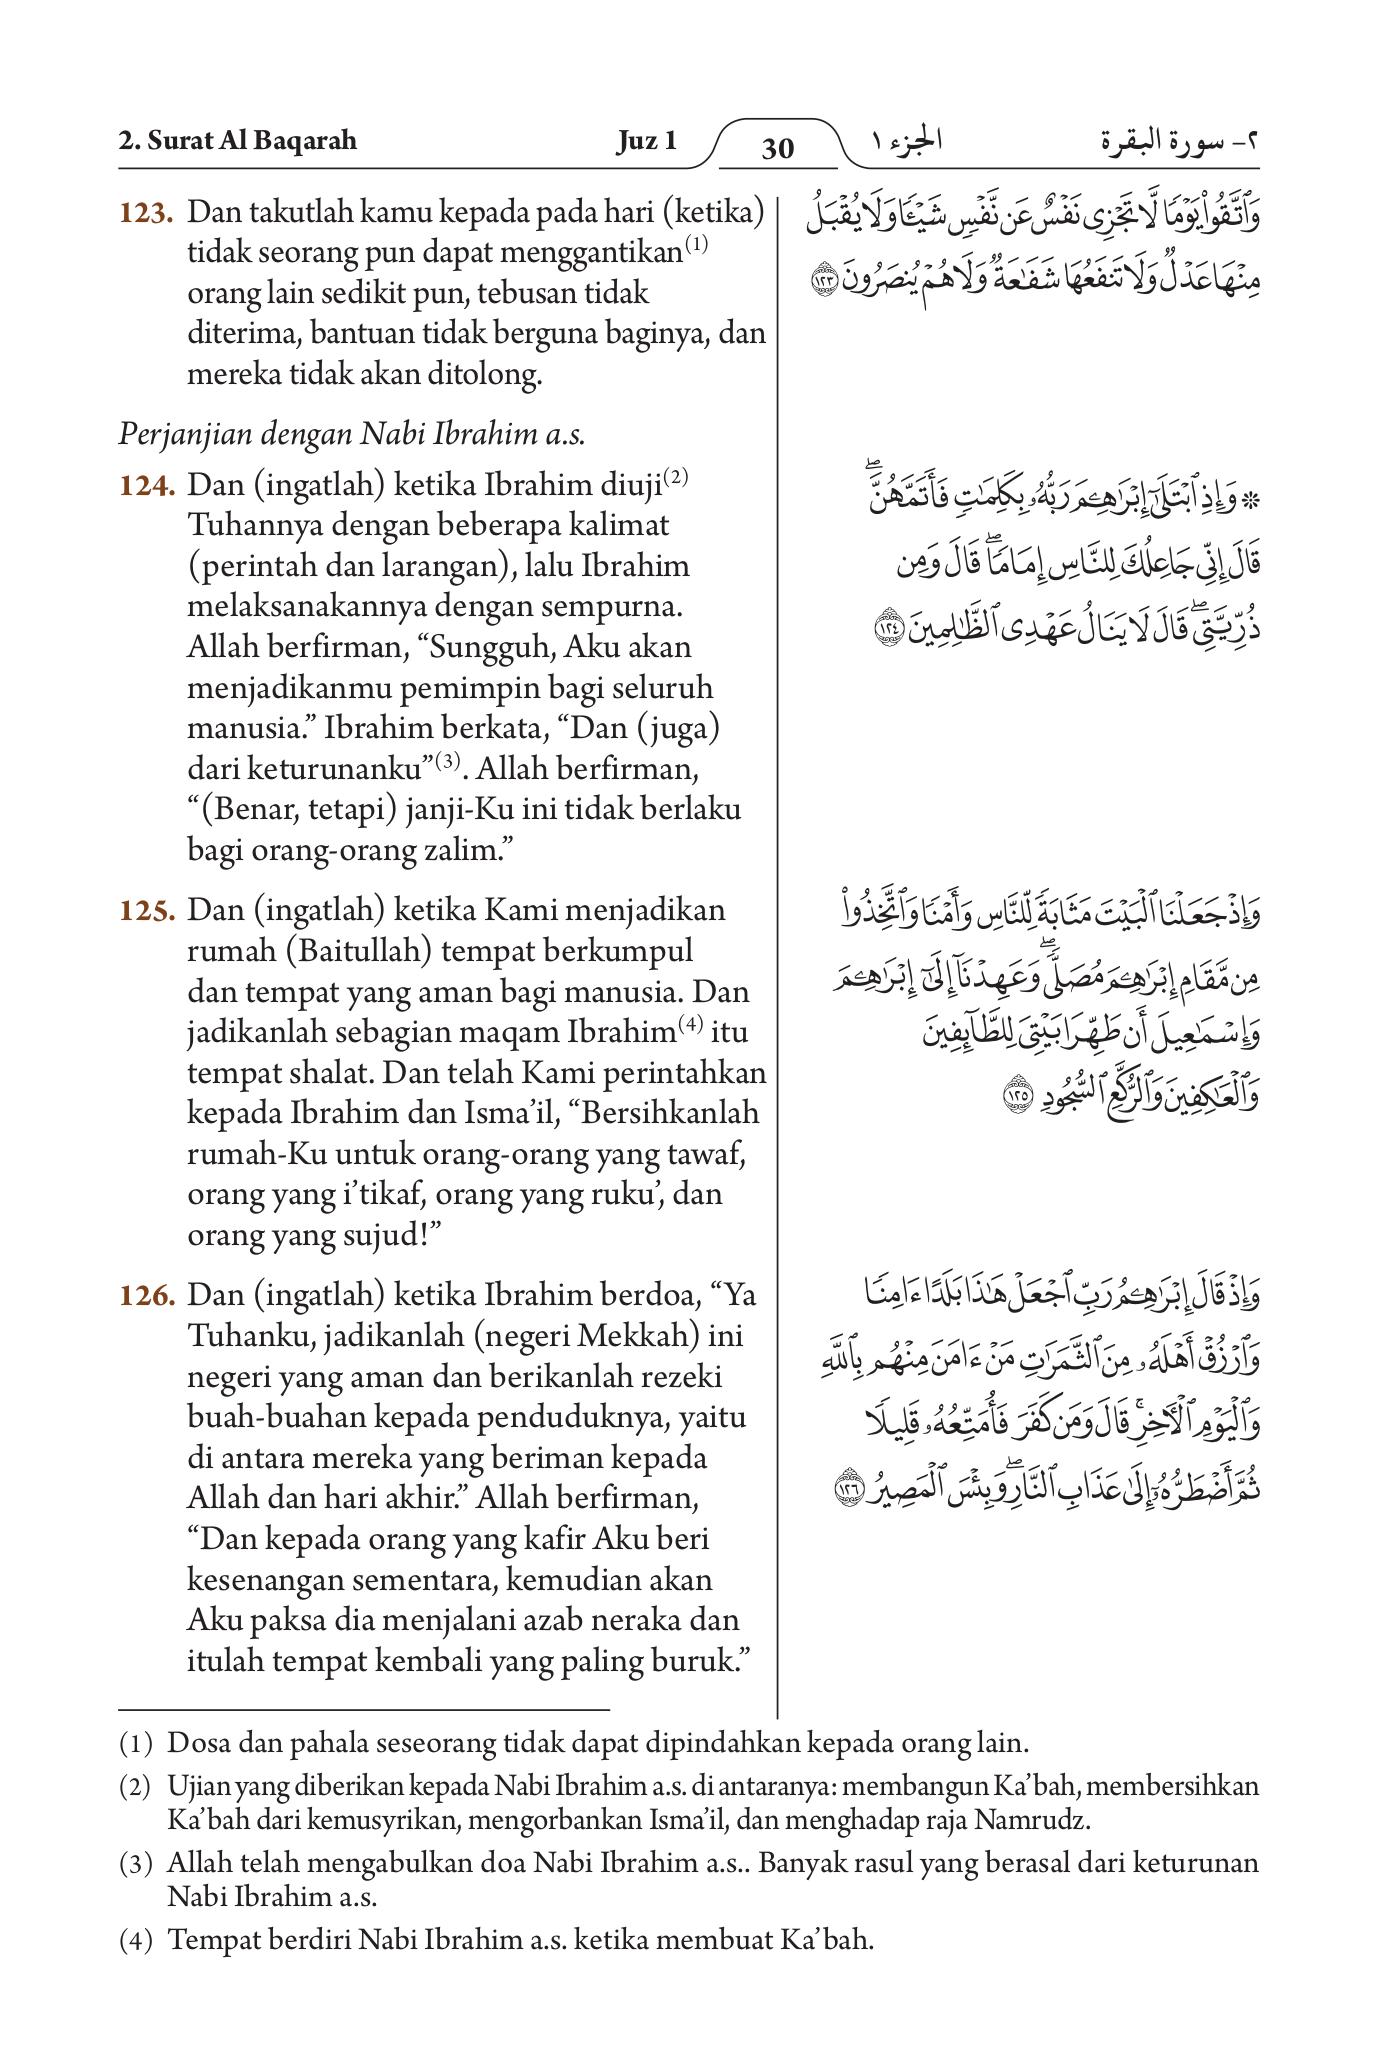 2. Surat Al Baqarah Juz 1 30 الجزء ١ ٢– سورة البقرة
123. Dan takutlah kamu kepada pada hari (ketika)
tidak seorang pun dapat menggantikan(1)
orang lain sedikit pun, tebusan tidak
diterima, bantuan tidak berguna baginya, dan
mereka tidak akan ditolong.
وَٱتَّقُواْ يَوۡمٗا لَّا تَجۡزِي نَفۡسٌ عَن نَّفۡسٖ شَيۡـٔٗا وَلَا يُقۡبَلُ
مِنۡهَا عَدۡلٞ وَلَا تَنفَعُهَا شَفَٰعَةٞ وَلَا هُمۡ يُنصَرُونَ ١٢٣
Perjanjian dengan Nabi Ibrahim a.s.
124. Dan (ingatlah) ketika Ibrahim diuji(2)
Tuhannya dengan beberapa kalimat
(perintah dan larangan), lalu Ibrahim
melaksanakannya dengan sempurna.
Allah berfirman, “Sungguh, Aku akan
menjadikanmu pemimpin bagi seluruh
manusia.” Ibrahim berkata, “Dan (juga)
dari keturunanku”(3). Allah berfirman,
“(Benar, tetapi) janji-Ku ini tidak berlaku
bagi orang-orang zalim.”
* وَإِذِ ٱبۡتَلَىٰٓ إِبۡرَٰهِـۧمَ رَبُّهُۥ بِكَلِمَٰتٖ فَأَتَمَّهُنَّۖ
قَالَ إِنِّي جَاعِلُكَ لِلنَّاسِ إِمَامٗاۖ قَالَ وَمِن
ذُرِّيَّتِيۖ قَالَ لَا يَنَالُ عَهۡدِي ٱلظَّٰلِمِينَ ١٢٤
125. Dan (ingatlah) ketika Kami menjadikan
rumah (Baitullah) tempat berkumpul
dan tempat yang aman bagi manusia. Dan
jadikanlah sebagian maqam Ibrahim(4) itu
tempat shalat. Dan telah Kami perintahkan
kepada Ibrahim dan Isma’il, “Bersihkanlah
rumah-Ku untuk orang-orang yang tawaf,
orang yang i’tikaf, orang yang ruku’, dan
orang yang sujud!”
وَإِذۡ جَعَلۡنَا ٱلۡبَيۡتَ مَثَابَةٗ لِّلنَّاسِ وَأَمۡنٗا وَٱتَّخِذُواْ
مِن مَّقَامِ إِبۡرَٰهِـۧمَ مُصَلّٗىۖ وَعَهِدۡنَآ إِلَىٰٓ إِبۡرَٰهِـۧمَ
وَإِسۡمَٰعِيلَ أَن طَهِّرَا بَيۡتِيَ لِلطَّآئِفِينَ
وَٱلۡعَٰكِفِينَ وَٱلرُّكَّعِ ٱلسُّجُودِ ١٢٥
126. Dan (ingatlah) ketika Ibrahim berdoa, “Ya
Tuhanku, jadikanlah (negeri Mekkah) ini
negeri yang aman dan berikanlah rezeki
buah-buahan kepada penduduknya, yaitu
di antara mereka yang beriman kepada
Allah dan hari akhir.” Allah berfirman,
“Dan kepada orang yang kafir Aku beri
kesenangan sementara, kemudian akan
Aku paksa dia menjalani azab neraka dan
itulah tempat kembali yang paling buruk.”
وَإِذۡ قَالَ إِبۡرَٰهِـۧمُ رَبِّ ٱجۡعَلۡ هَٰذَا بَلَدًا ءَامِنٗا
وَٱرۡزُقۡ أَهۡلَهُۥ مِنَ ٱلثَّمَرَٰتِ مَنۡ ءَامَنَ مِنۡهُم بِٱللَّهِ
وَٱلۡيَوۡمِ ٱلۡأٓخِرِۚ قَالَ وَمَن كَفَرَ فَأُمَتِّعُهُۥ قَلِيلٗا
ثُمَّ أَضۡطَرُّهُۥٓ إِلَىٰ عَذَابِ ٱلنَّارِۖ وَبِئۡسَ ٱلۡمَصِيرُ ١٢٦
(1) Dosa dan pahala seseorang tidak dapat dipindahkan kepada orang lain.
(2) Ujian yang diberikan kepada Nabi Ibrahim a.s. di antaranya: membangun Ka’bah, membersihkan
Ka’bah dari kemusyrikan, mengorbankan Isma’il, dan menghadap raja Namrudz.
(3) Allah telah mengabulkan doa Nabi Ibrahim a.s.. Banyak rasul yang berasal dari keturunan
Nabi Ibrahim a.s.
(4) Tempat berdiri Nabi Ibrahim a.s. ketika membuat Ka’bah.